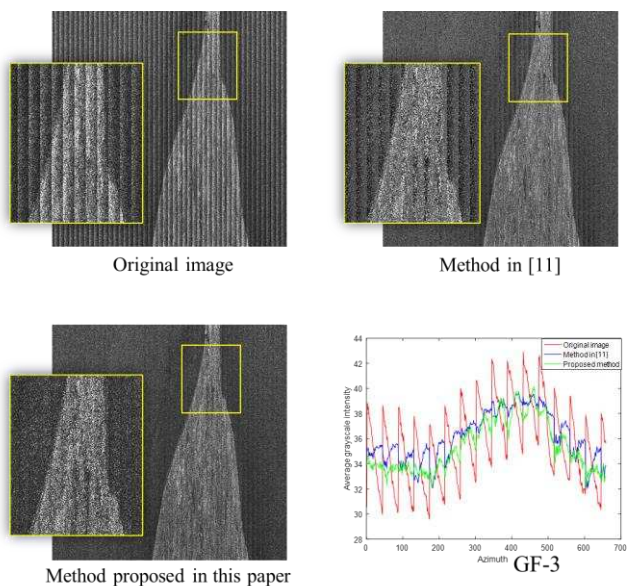 Original image
Method in [11]
Method proposed in this paper
Original image
Method in[11]
Proposed method
Average grayscale intensity
44
42
40
38
36
34
32
30
28
0
100
200
300
400
500
600
700
Azimuth
GF-3